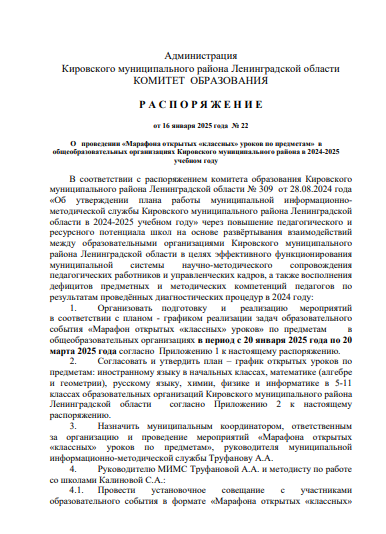 Администрация
Кировского муниципального района Ленинградской области
КОМИТЕТ ОБРАЗОВАНИЯ
Р А С П О Р Я Ж Е Н И Е
от 16 января 2025 года № 22
О проведении «Марафона открытых «классных» уроков по предметам» в
общеобразовательных организациях Кировского муниципального района в 2024-2025
учебном году
В соответствии с распоряжением комитета образования Кировского
муниципального района Ленинградской области № 309 от 28.08.2024 года
«Об утверждении плана работы муниципальной информационно-
методической службы Кировского муниципального района Ленинградской
области в 2024-2025 учебном году» через повышение педагогического и
ресурсного потенциала школ на основе развёртывания взаимодействий
между образовательными организациями Кировского муниципального
района Ленинградской области в целях эффективного функционирования
муниципальной системы научно-методического сопровождения
педагогических работников и управленческих кадров, а также восполнения
дефицитов предметных и методических компетенций педагогов по
результатам проведённых диагностических процедур в 2024 году:
1. Организовать подготовку и реализацию мероприятий
в соответствии с планом - графиком реализации задач образовательного
события «Марафон открытых «классных» уроков» по предметам в
общеобразовательных организациях в период с 20 января 2025 года по 20
марта 2025 года согласно Приложению 1 к настоящему распоряжению.
2. Согласовать и утвердить план – график открытых уроков по
предметам: иностранному языку в начальных классах, математике (алгебре
и геометрии), русскому языку, химии, физике и информатике в 5-11
классах образовательных организаций Кировского муниципального района
Ленинградской области согласно Приложению 2 к настоящему
распоряжению.
3. Назначить муниципальным координатором, ответственным
за организацию и проведение мероприятий «Марафона открытых
«классных» уроков по предметам», руководителя муниципальной
информационно-методической службы Труфанову А.А.
4. Руководителю МИМС Труфановой А.А. и методисту по работе
со школами Калиновой С.А.:
4.1. Провести установочное совещание с участниками
образовательного события в формате «Марафона открытых «классных»